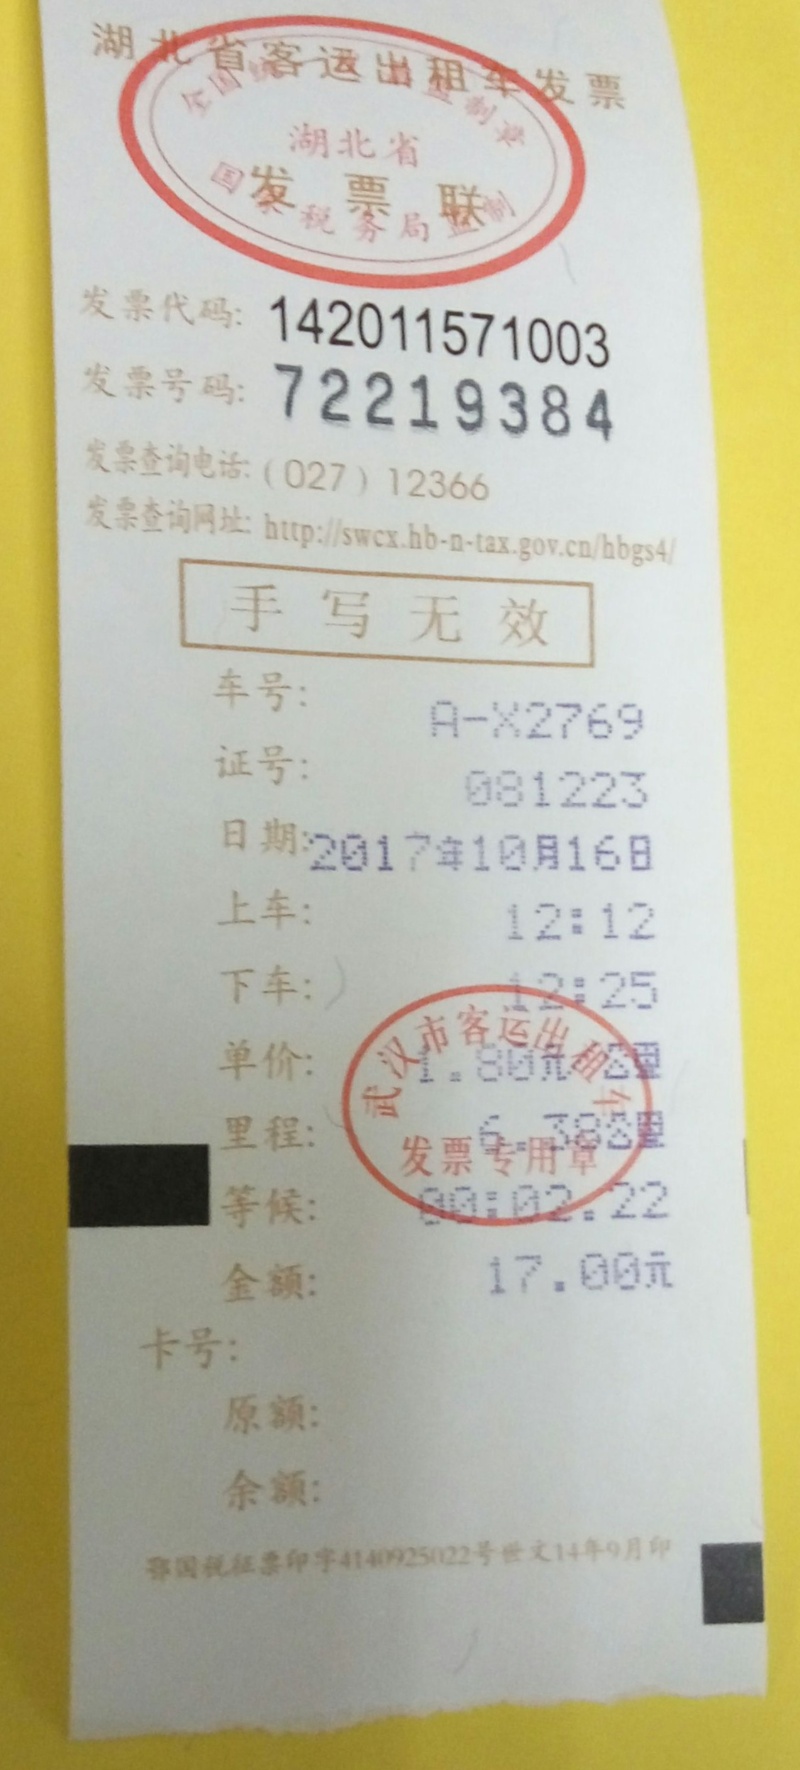 湖北省客运出租车发票
全国统一发票监制章
湖北省
发票联
国家税务局监制
发票代码: 142011571003
发票号码: 72219384
发票查询电话: (027) 12366
发票查询网址: http://swcx.hb-n-tax.gov.cn/hbgs4/
手写无效
车号: A-X2769
证号: 081223
日期: 2017年10月16日
上车: 12:12
下车: 12:25
武汉市客运出租车
单价: 1.80元/公里
里程: 6.38公里
发票专用章
等候: 00:02:22
金额: 17.00元
卡号:
原额:
余额:
鄂国税征票印字4140925022号世文14年9月印